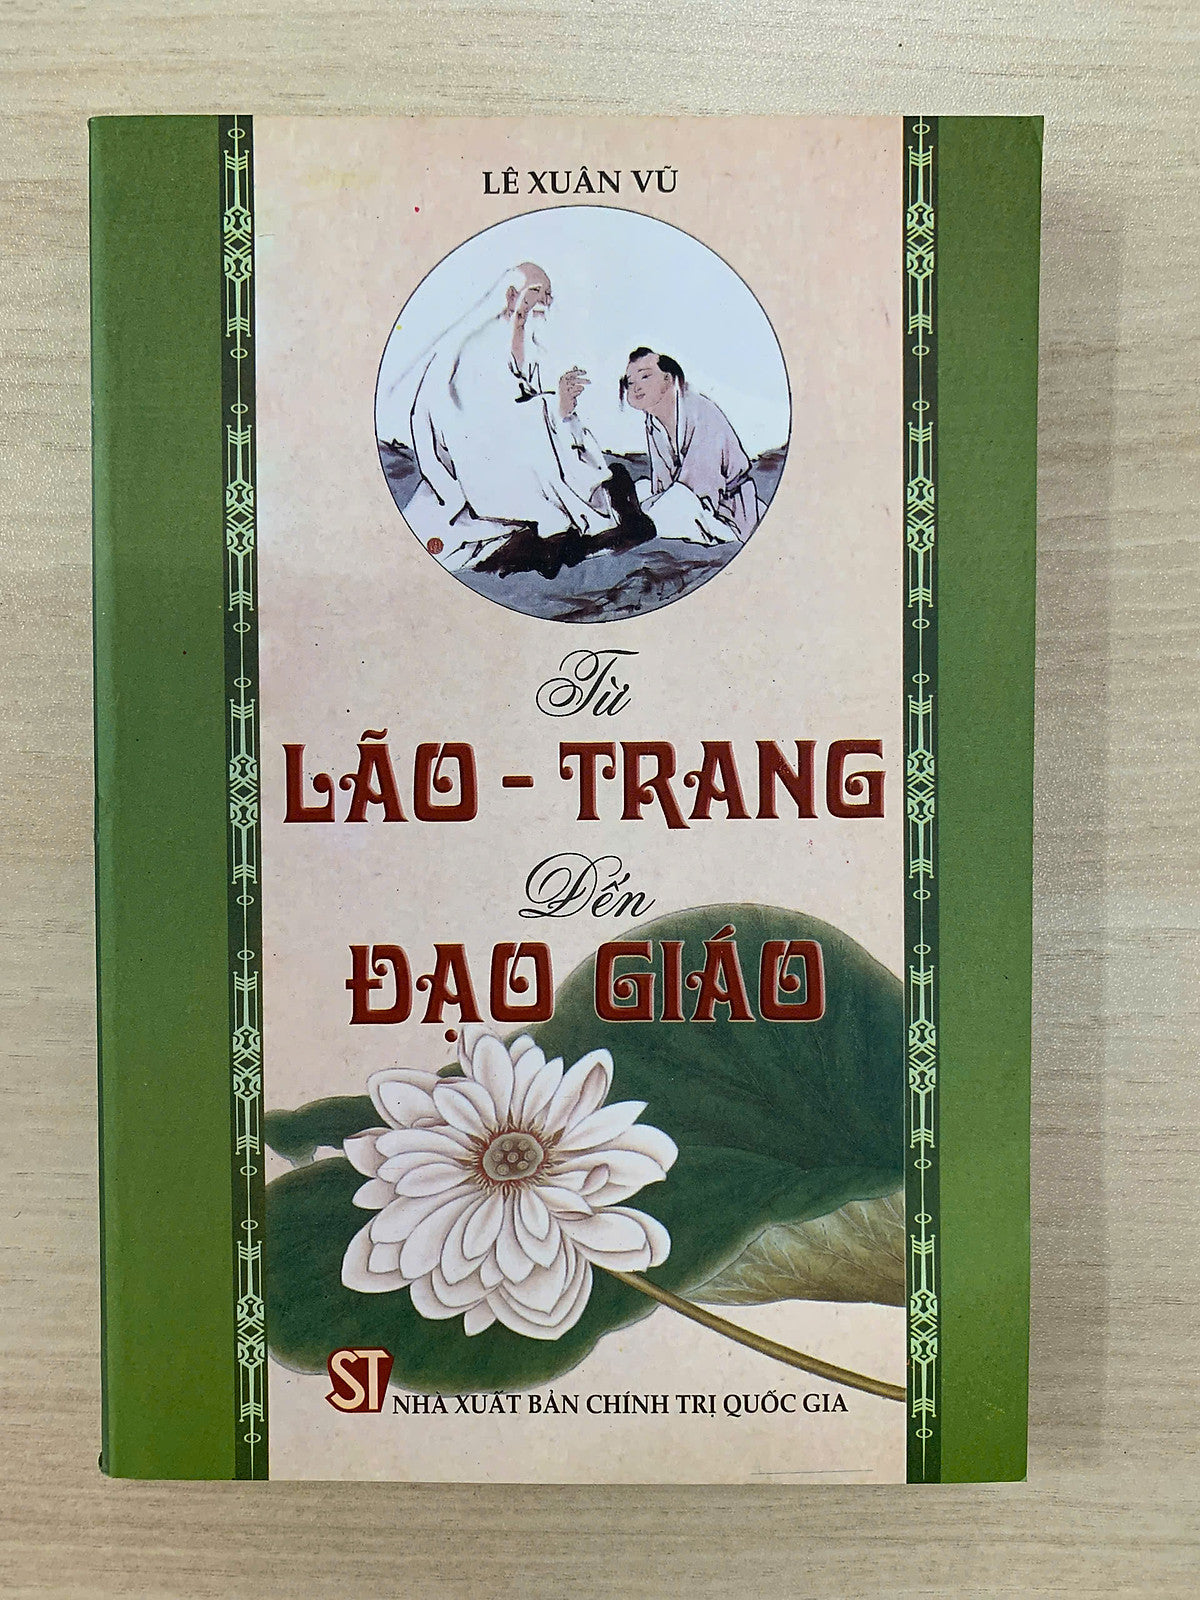 LÊ XUÂN VŨ
Từ
LÃO - TRANG
Đến
ĐẠO GIÁO
ST NHÀ XUẤT BẢN CHÍNH TRỊ QUỐC GIA